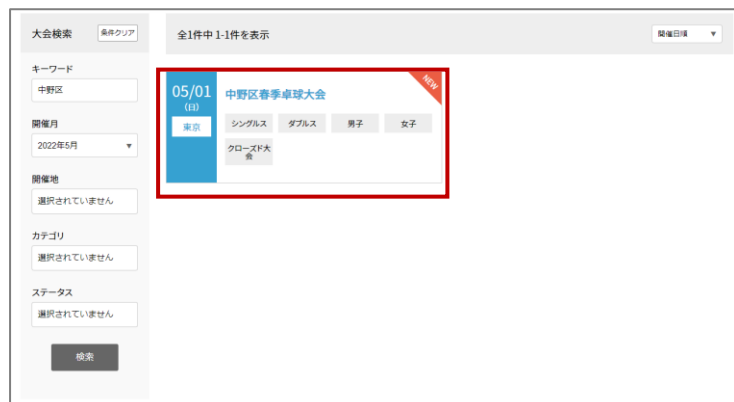 大会検索
条件クリア
キーワード
中野区
開催月
2022年5月
開催地
選択されていません
カテゴリ
選択されていません
ステータス
選択されていません
検索
全1件中 1-1件を表示
開催日順
NEW
05/01
(日)
東京
中野区春季卓球大会
シングルス
ダブルス
男子
女子
クローズド大
会